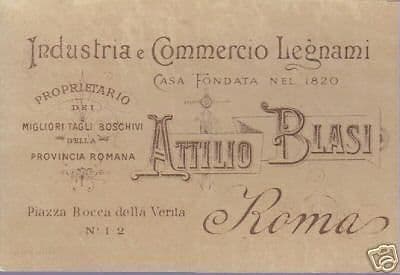 Industria e Commercio Legnami
CASA FONDATA NEL 1820
PROPRIETARIO
DEI
MIGLIORI TAGLI BOSCHIVI
DELLA
PROVINCIA ROMANA
ATTILIO BLASI
Piazza Bocca della Verita
No 12
Roma